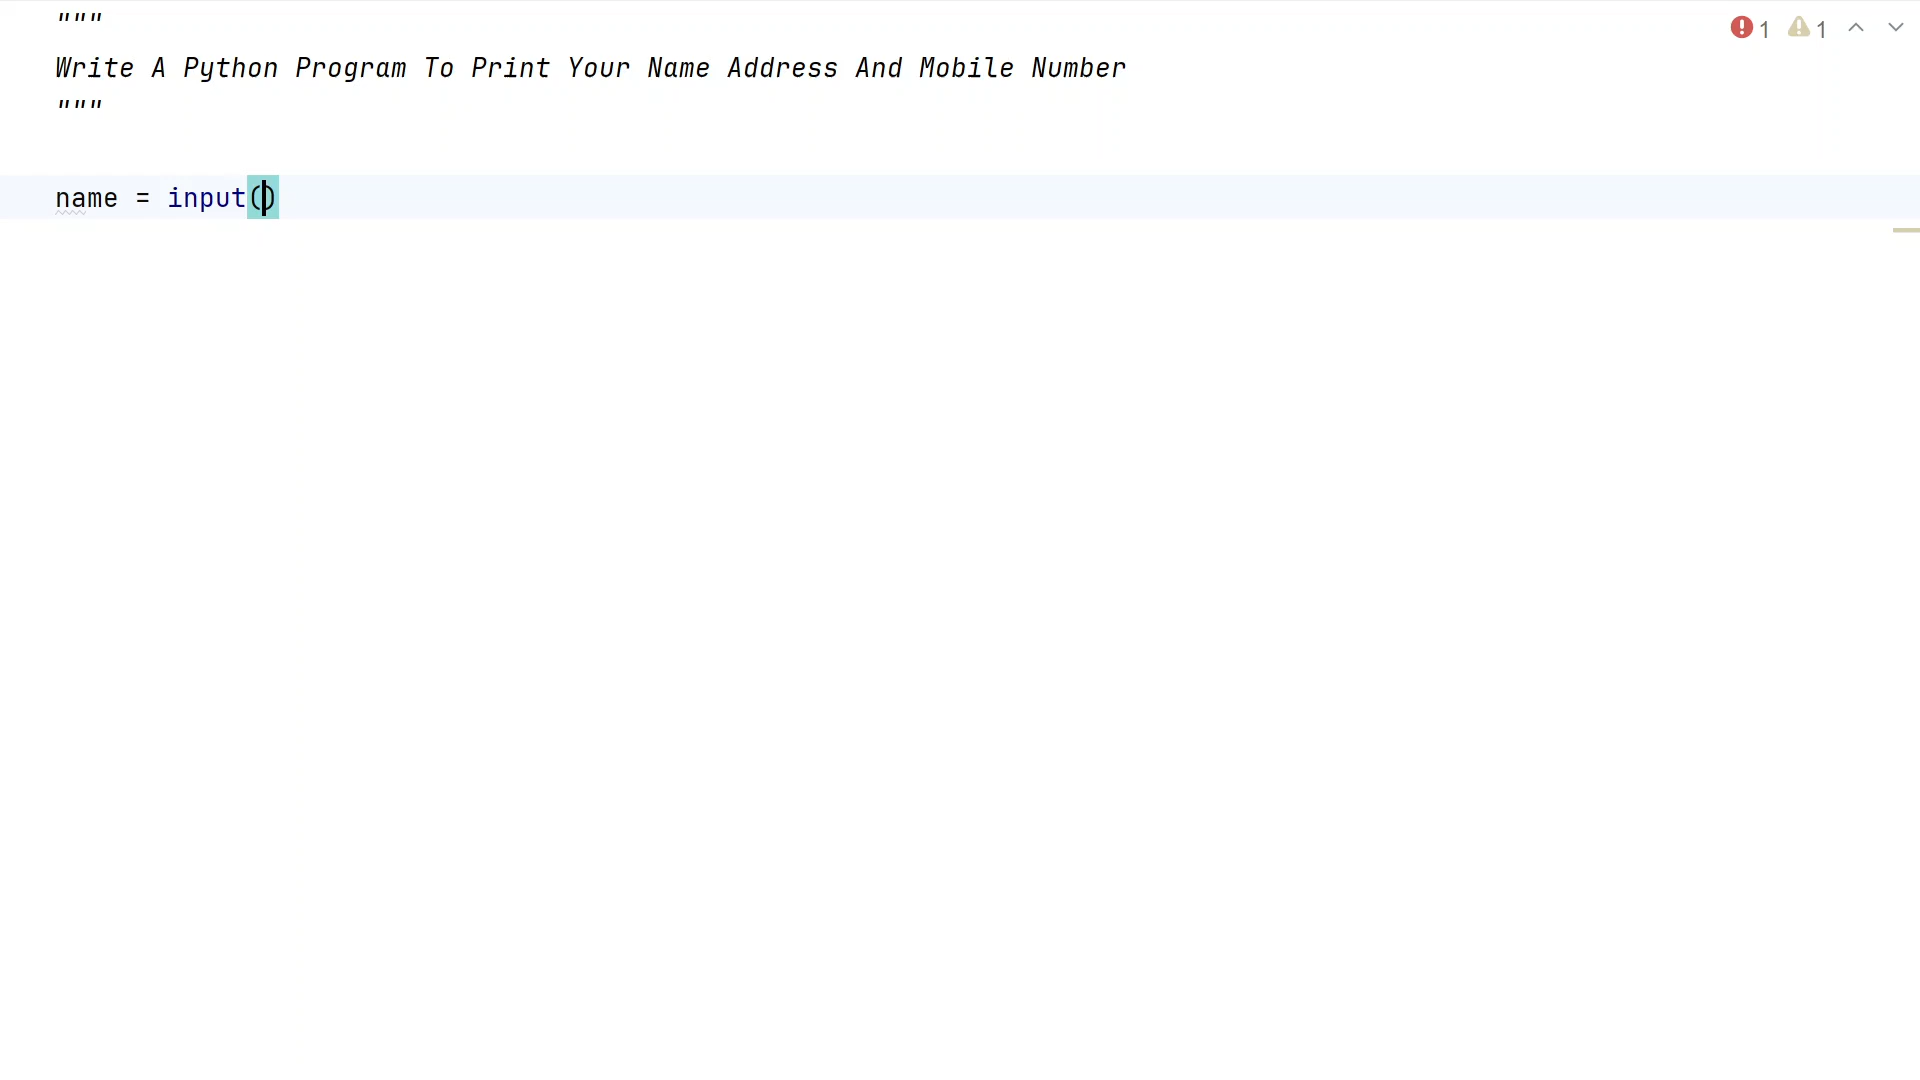 """
1 1
Write A Python Program To Print Your Name Address And Mobile Number
"""
name = input()